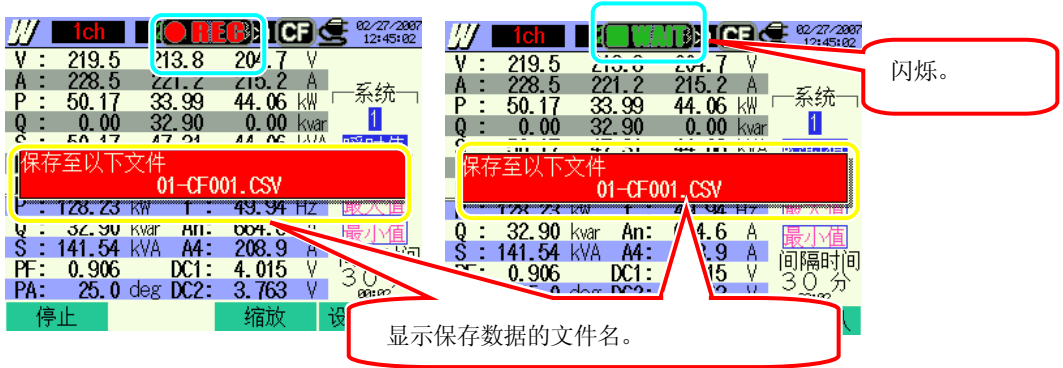 W 1ch REC CF 02/27/2007
12:45:02
V : 219.5 213.8 204.7 V
A : 228.5 221.2 215.2 A
P : 50.17 33.99 44.06 kW
Q : 0.00 32.90 0.00 kvar
系统
1
保存至以下文件
01-CF001.CSV
P : 128.23 kW f : 49.94 Hz
Q : 32.90 kvar An: A
最小值
S : 141.54 kVA A4: 208.9 A
PF: 0.906 DC1: 4.015 V
PA: 25.0 deg DC2: 3.763 V
停止 缩放
W 1ch WAIT CF 02/27/2007
12:45:02
V : 219.5 213.8 204.7 V
A : 228.5 221.2 215.2 A
P : 50.17 33.99 44.06 kW
Q : 0.00 32.90 0.00 kvar
系统
1
保存至以下文件
01-CF001.CSV
Q : 32.90 kvar An: A
最小值
S : 141.54 kVA A4: A
间隔时间
PF: 0.906 DC1: V
30 分
闪烁。
显示保存数据的文件名。